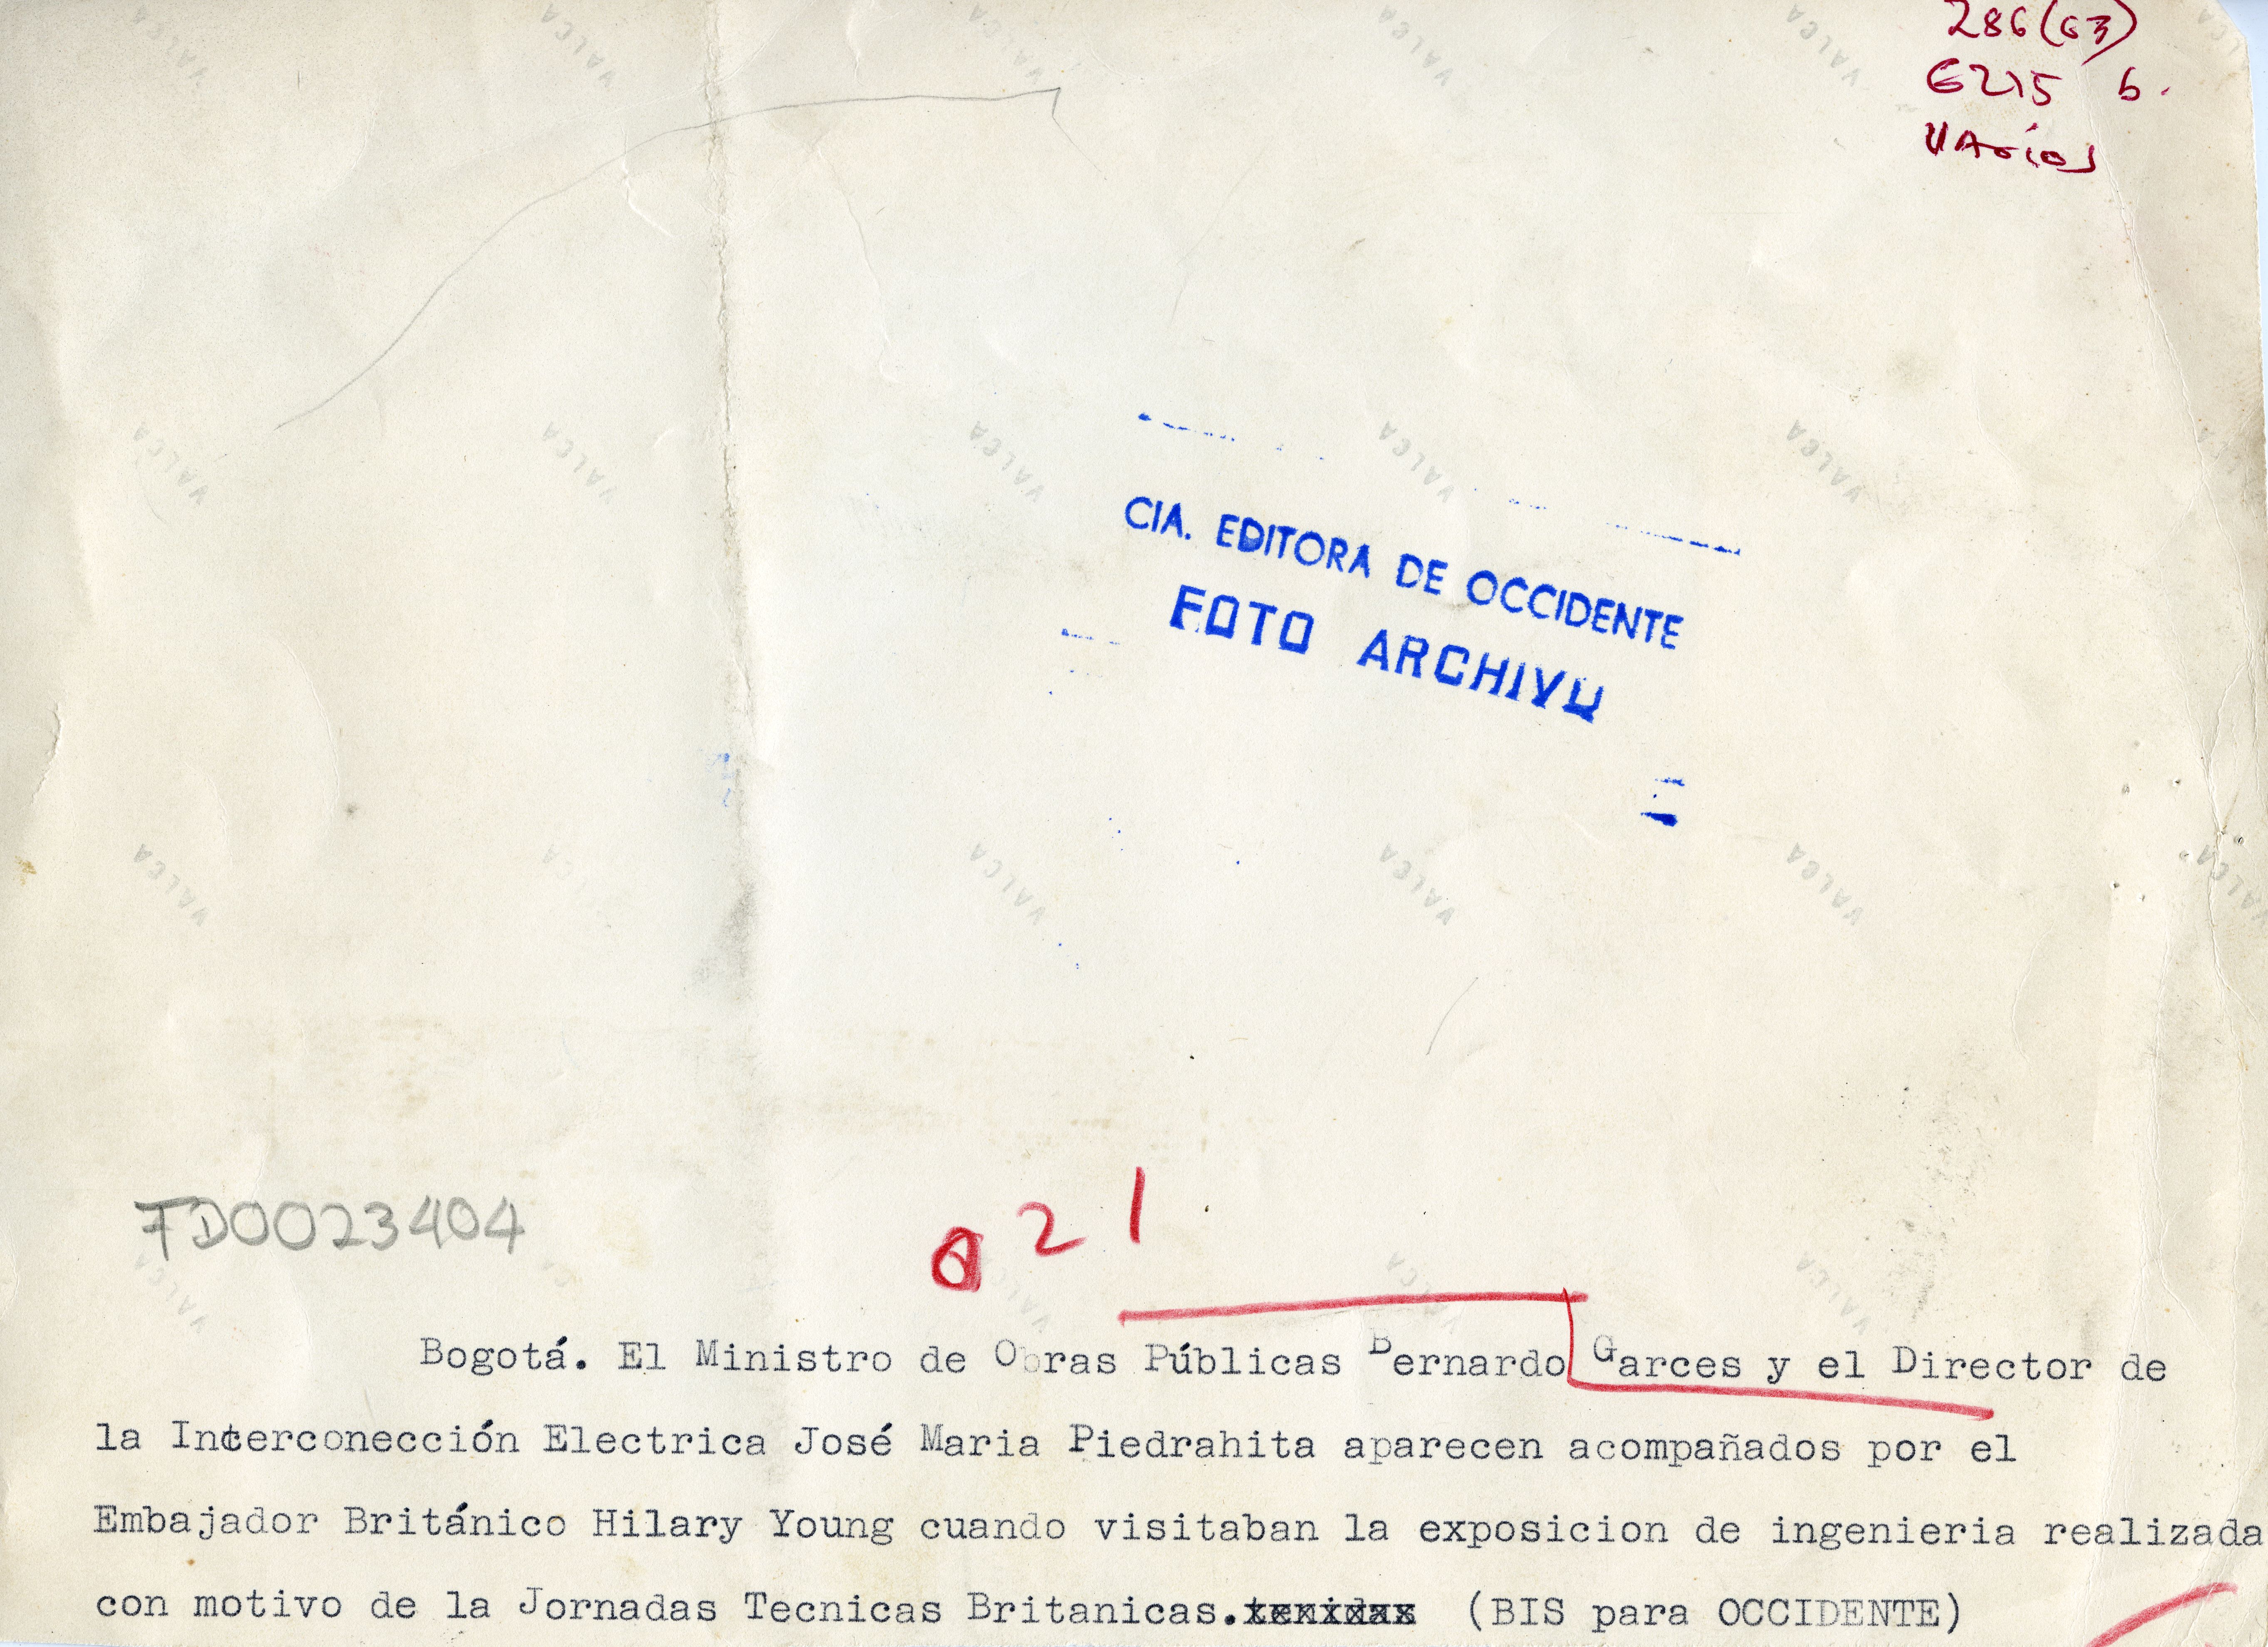 286(63)
6215 b.
VARíOS
CIA. EDITORA DE OCCIDENTE
FOTO ARCHIVO
FD0023404
021
Bogotá. El Ministro de Obras Públicas Bernardo Garces y el Director de
la Interconección Electrica José Maria Piedrahita aparecen acompañados por el
Embajador Británico Hilary Young cuando visitaban la exposicion de ingenieria realizada
con motivo de la Jornadas Tecnicas Britanicas. (BIS para OCCIDENTE)
VALCA